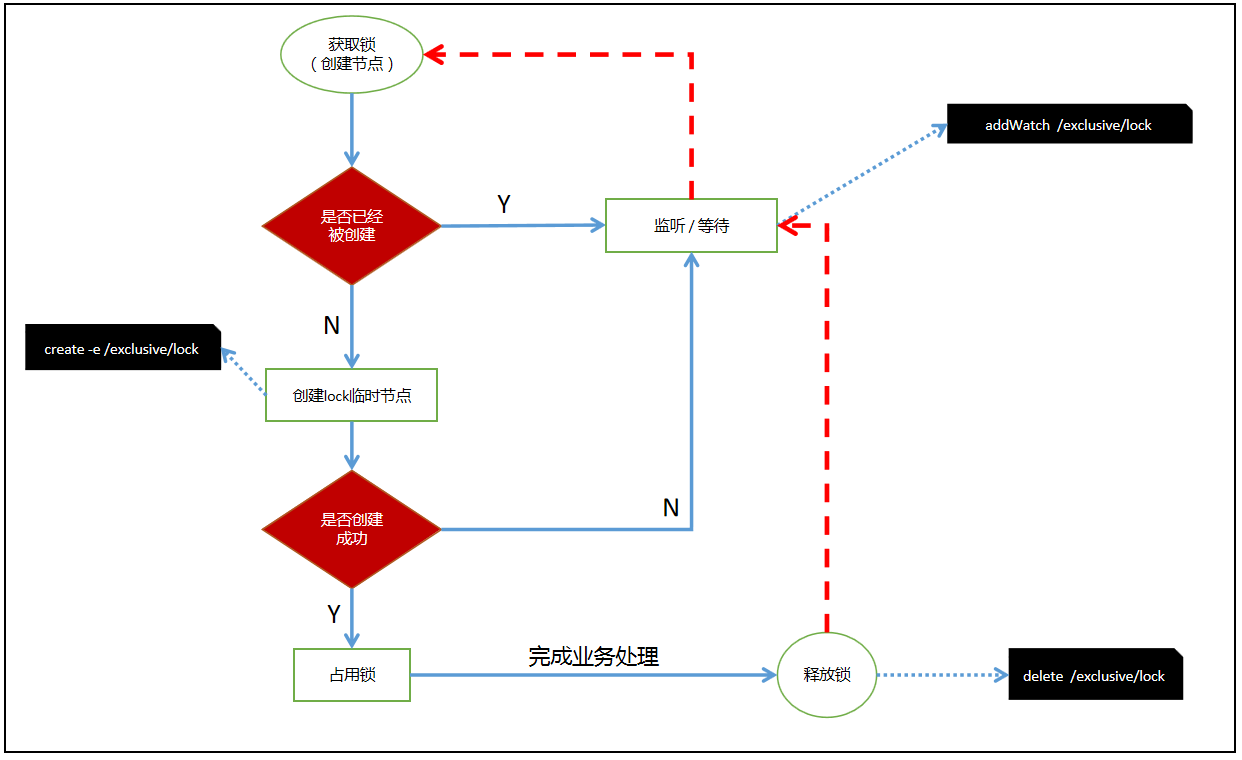 获取锁
（创建节点）
addWatch /exclusive/lock
是否已经
被创建
Y
监听 / 等待
N
create -e /exclusive/lock
创建lock临时节点
是否创建
成功
N
Y
占用锁
完成业务处理
释放锁
delete /exclusive/lock